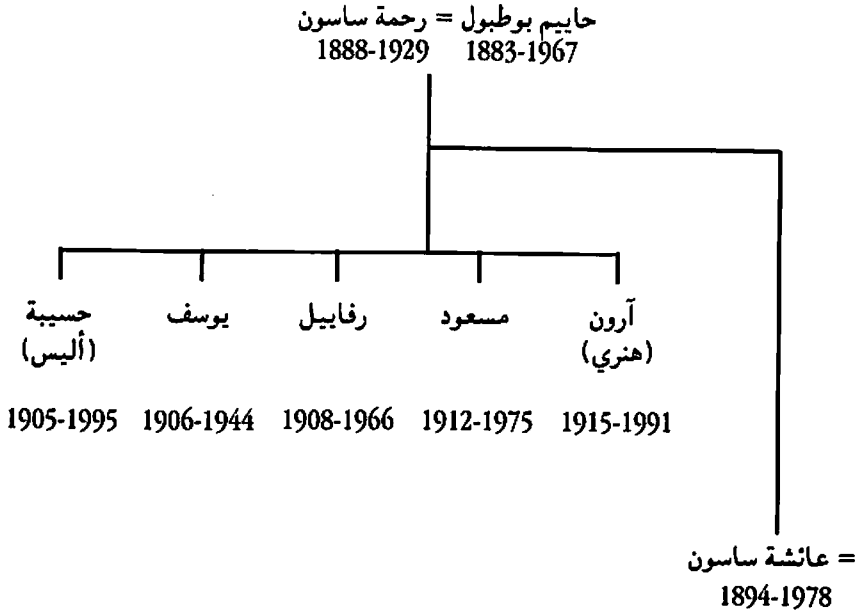 حاييم بوطبول = رحمة ساسون
1883-1967 1888-1929
آرون مسعود رفاييل يوسف حسيبة
(هنري) (أليس)
1915-1991 1912-1975 1908-1966 1906-1944 1905-1995
= عائشة ساسون
1894-1978